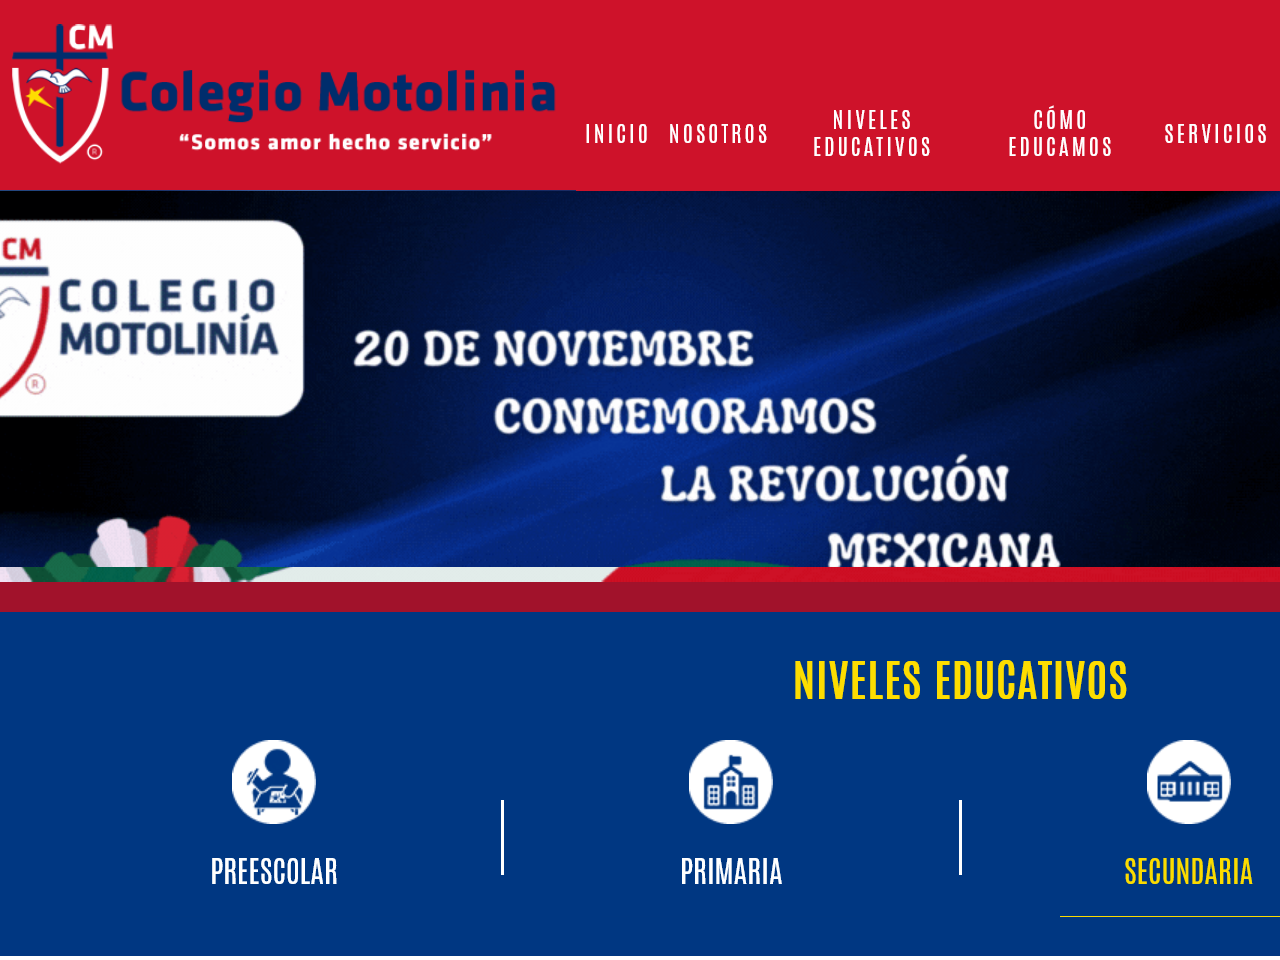 CM
Colegio Motolinia
“Somos amor hecho servicio”
®
INICIO
NOSOTROS
NIVELES
EDUCATIVOS
CÓMO
EDUCAMOS
SERVICIOS
CM
COLEGIO
MOTOLINÍA
®
20 DE NOVIEMBRE
CONMEMORAMOS
LA REVOLUCIÓN
MEXICANA
NIVELES EDUCATIVOS
PREESCOLAR
PRIMARIA
SECUNDARIA